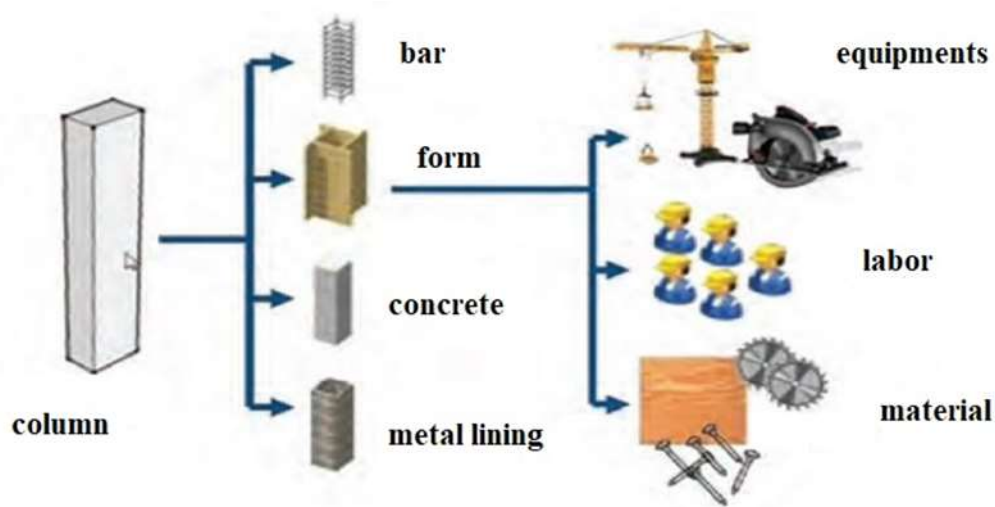 bar
equipments
form
labor
concrete
column
metal lining
material